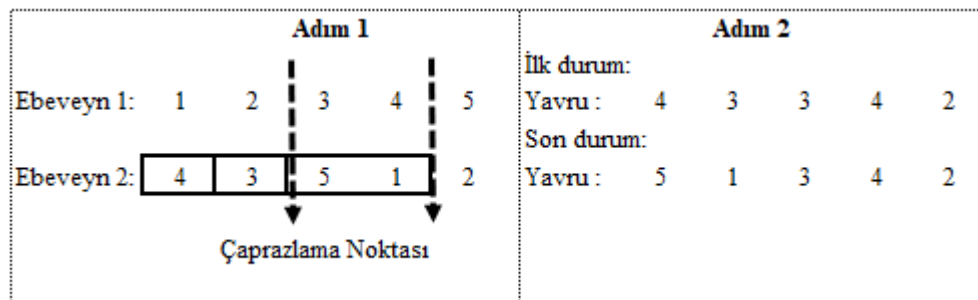 Adım 1
Ebeveyn 1: 1 2 3 4 5
Ebeveyn 2: 4 3 5 1 2
Çaprazlama Noktası
Adım 2
İlk durum:
Yavru : 4 3 3 4 2
Son durum:
Yavru : 5 1 3 4 2